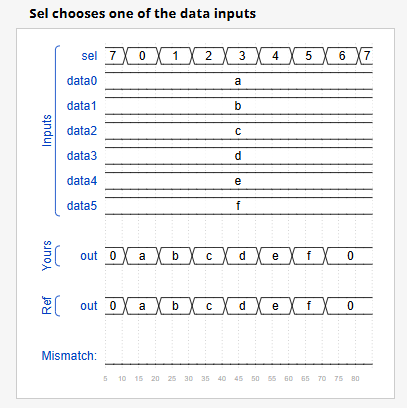 Sel chooses one of the data inputs
Inputs
sel 7 0 1 2 3 4 5 6 7
data0 a
data1 b
data2 c
data3 d
data4 e
data5 f
Yours
out 0 a b c d e f 0
Ref
out 0 a b c d e f 0
Mismatch:
5 10 15 20 25 30 35 40 45 50 55 60 65 70 75 80